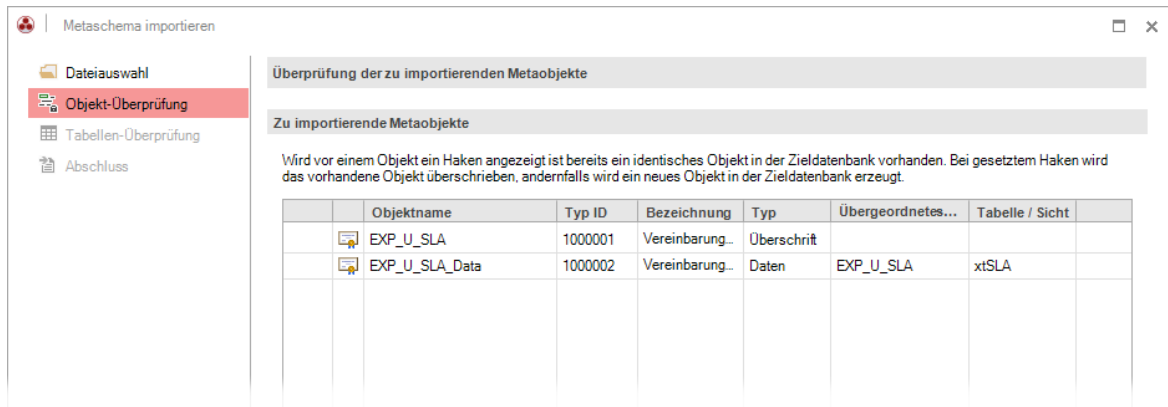 Metaschema importieren
Dateiauswahl
Objekt-Überprüfung
Tabellen-Überprüfung
Abschluss
Überprüfung der zu importierenden Metaobjekte
Zu importierende Metaobjekte
Wird vor einem Objekt ein Haken angezeigt ist bereits ein identisches Objekt in der Zieldatenbank vorhanden. Bei gesetztem Haken wird
das vorhandene Objekt überschrieben, andernfalls wird ein neues Objekt in der Zieldatenbank erzeugt.
Objektname Typ ID Bezeichnung Typ Übergeordnetes... Tabelle / Sicht
EXP_U_SLA 1000001 Vereinbarung... Überschrift
EXP_U_SLA_Data 1000002 Vereinbarung... Daten EXP_U_SLA xtSLA